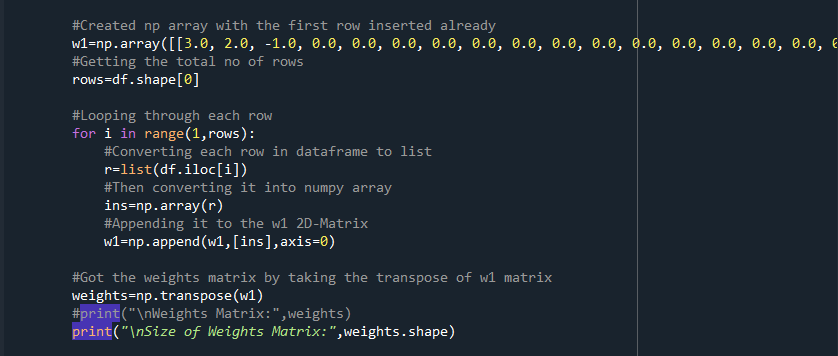 #Created np array with the first row inserted already
w1=np.array([[3.0, 2.0, -1.0, 0.0, 0.0, 0.0, 0.0, 0.0, 0.0, 0.0, 0.0, 0.0, 0.0, 0.0, 0.0, 0.0, 0.0,
#Getting the total no of rows
rows=df.shape[0]
#Looping through each row
for i in range(1,rows):
#Converting each row in dataframe to list
r=list(df.iloc[i])
#Then converting it into numpy array
ins=np.array(r)
#Appending it to the w1 2D-Matrix
w1=np.append(w1,[ins],axis=0)
#Got the weights matrix by taking the transpose of w1 matrix
weights=np.transpose(w1)
#print("\nWeights Matrix:",weights)
print("\nSize of Weights Matrix:",weights.shape)